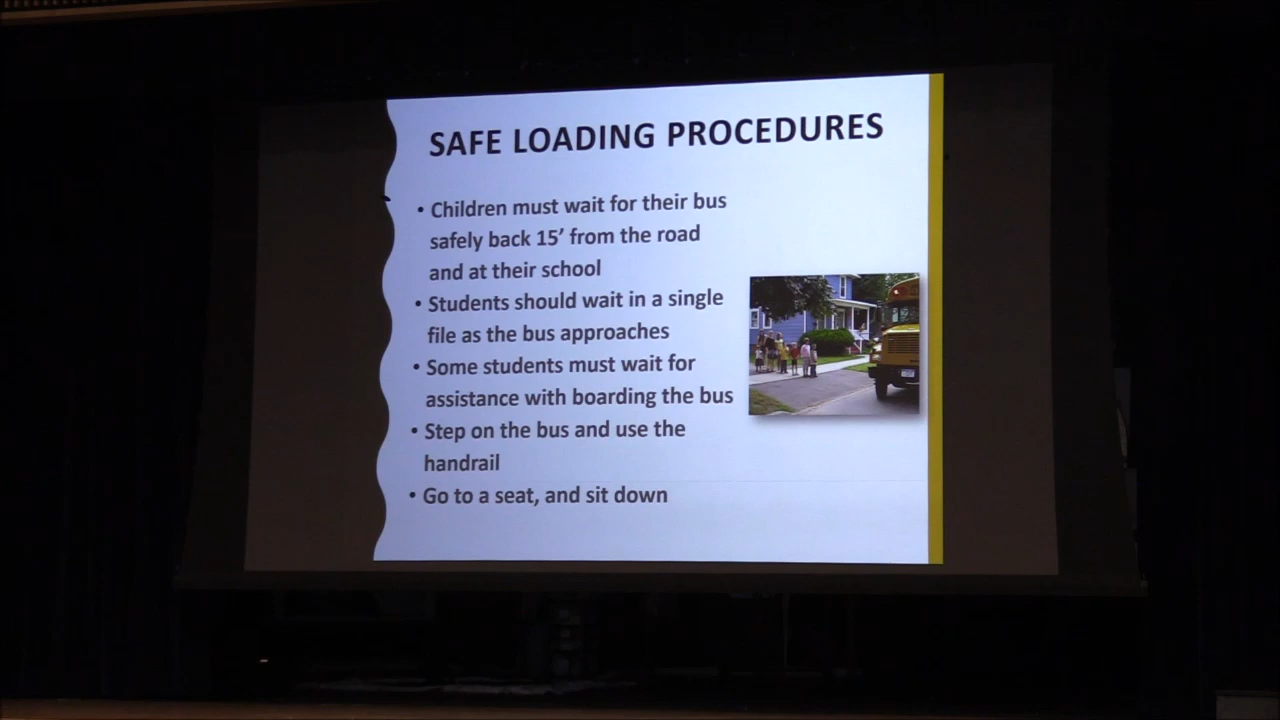 SAFE LOADING PROCEDURES
• Children must wait for their bus
safely back 15’ from the road
and at their school
• Students should wait in a single
file as the bus approaches
• Some students must wait for
assistance with boarding the bus
• Step on the bus and use the
handrail
• Go to a seat, and sit down